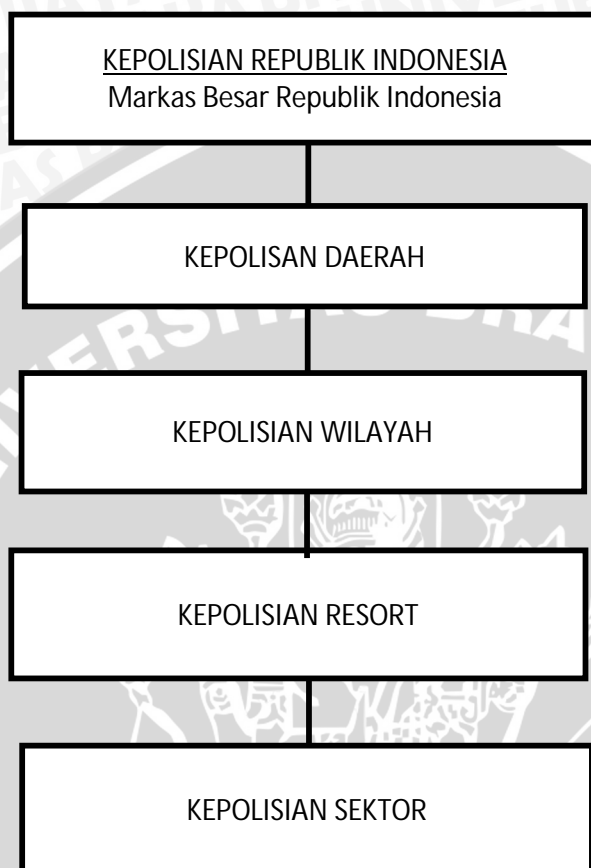 KEPOLISIAN REPUBLIK INDONESIA
Markas Besar Republik Indonesia
KEPOLISAN DAERAH
KEPOLISIAN WILAYAH
KEPOLISIAN RESORT
KEPOLISIAN SEKTOR